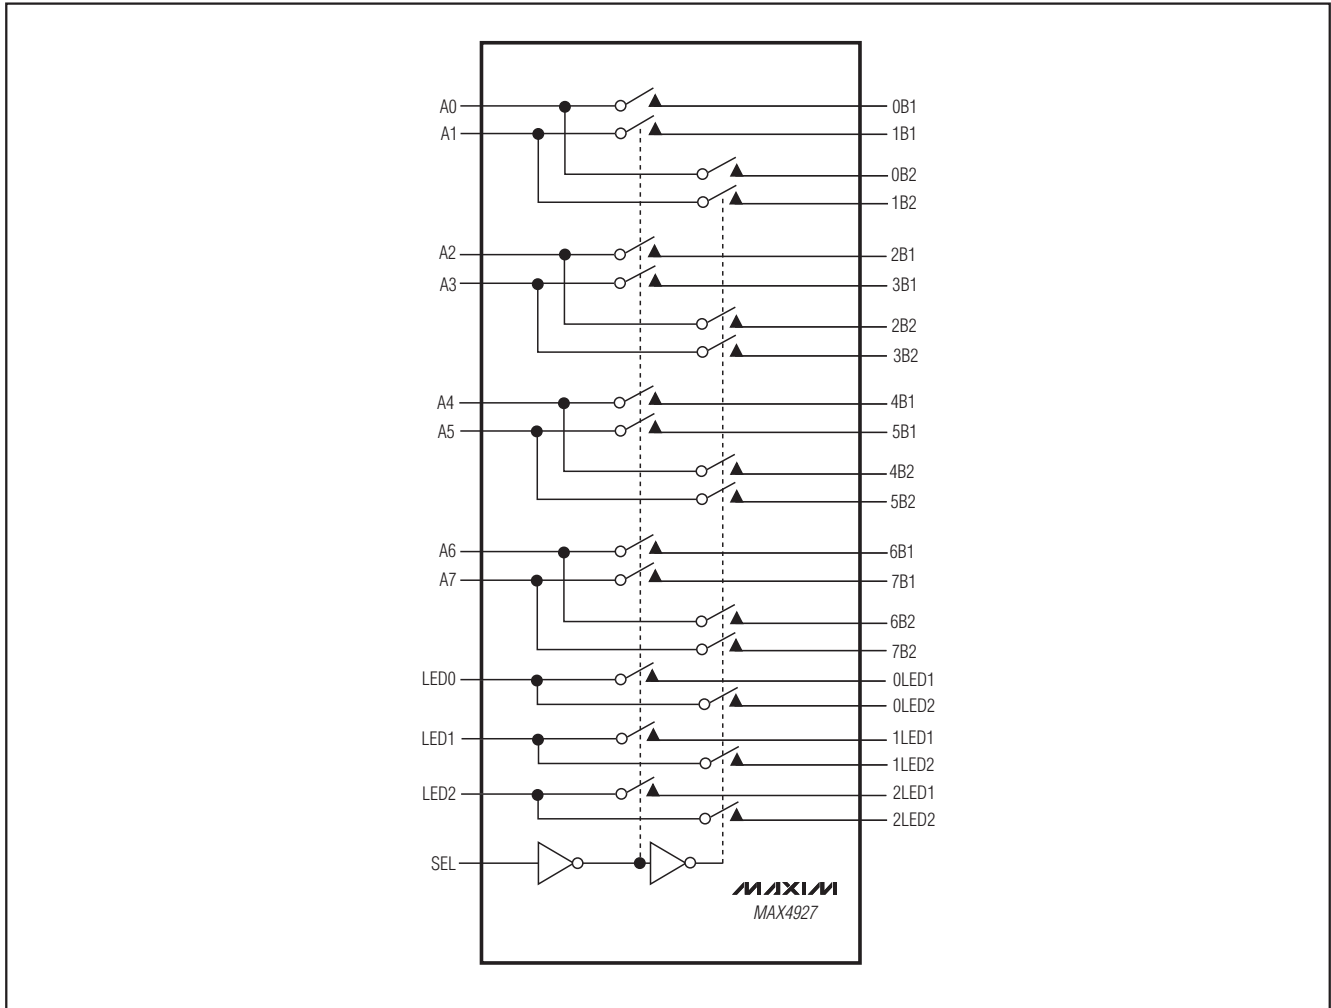 A0 0B1
A1 1B1
0B2
1B2
A2 2B1
A3 3B1
2B2
3B2
A4 4B1
A5 5B1
4B2
5B2
A6 6B1
A7 7B1
6B2
7B2
LED0 0LED1
0LED2
LED1 1LED1
1LED2
LED2 2LED1
2LED2
SEL
MAXIM
MAX4927